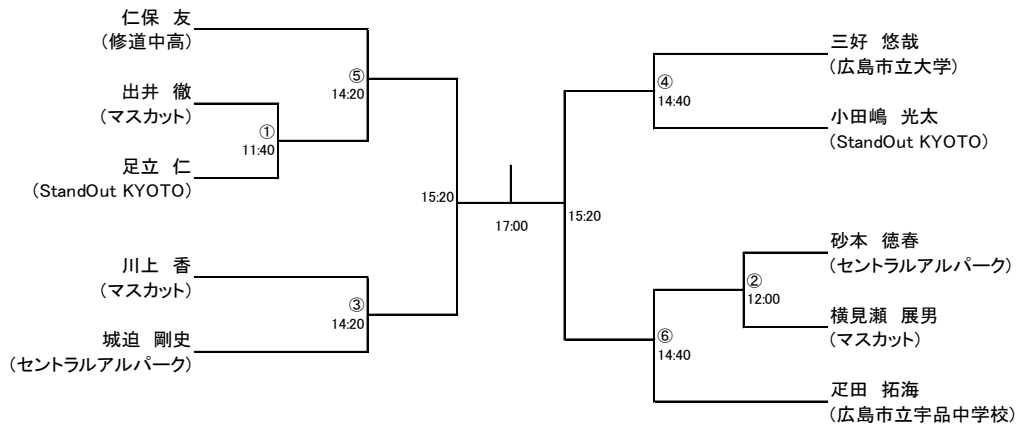 仁保　友
(修道中高)
⑤
14:20
出井　徹
(マスカット)
①
11:40
足立　仁
(StandOut KYOTO)
15:20
川上　香
(マスカット)
③
14:20
城迫　剛史
(セントラルアルパーク)
17:00
三好　悠哉
(広島市立大学)
④
14:40
小田嶋　光太
(StandOut KYOTO)
15:20
砂本　徳春
(セントラルアルパーク)
②
12:00
横見瀬　展男
(マスカット)
⑥
14:40
疋田　拓海
(広島市立宇品中学校)